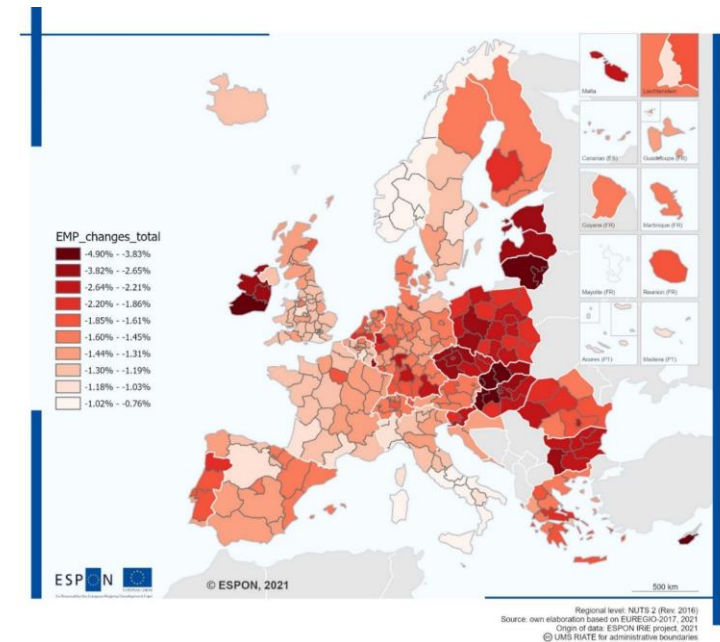 EMP_changes_total
-4.90% - -3.83%
-3.82% - -2.65%
-2.64% - -2.21%
-2.20% - -1.86%
-1.85% - -1.61%
-1.60% - -1.45%
-1.44% - -1.31%
-1.30% - -1.19%
-1.18% - -1.03%
-1.02% - -0.76%
Malta
Liechtenstein
Canarias (ES)
Guadeloupe (FR)
Guyane (FR)
Martinique (FR)
Mayotte (FR)
Reunion (FR)
Acores (PT)
Madeira (PT)
ESPON
© ESPON, 2021
500 km
Regional level: NUTS 2 (Rev. 2016)
Source: own elaboration based on EUREGIO-2017, 2021
Origin of data: ESPON IRiE project, 2021
UMS RIATE for administrative boundaries